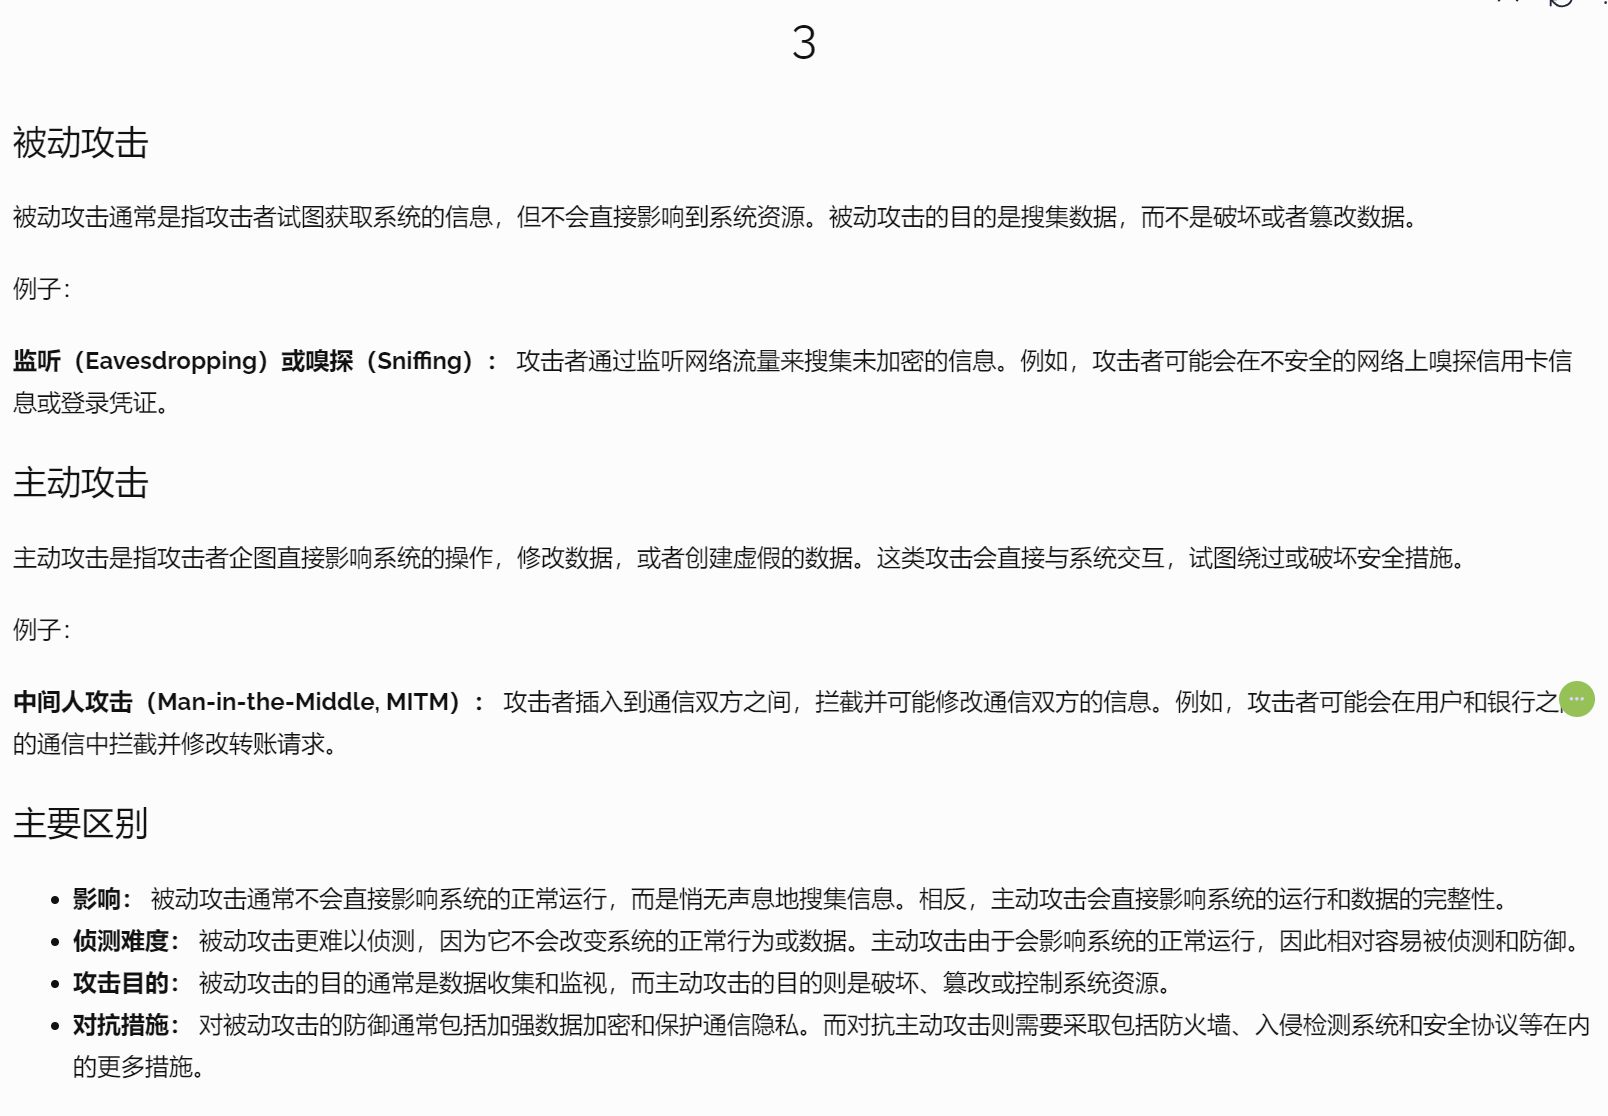 3
被动攻击
被动攻击通常是指攻击者试图获取系统的信息，但不会直接影响到系统资源。被动攻击的目的是搜集数据，而不是破坏或者篡改数据。
例子：
监听（Eavesdropping）或嗅探（Sniffing）： 攻击者通过监听网络流量来搜集未加密的信息。例如，攻击者可能会在不安全的网络上嗅探信用卡信
息或登录凭证。
主动攻击
主动攻击是指攻击者企图直接影响系统的操作，修改数据，或者创建虚假的数据。这类攻击会直接与系统交互，试图绕过或破坏安全措施。
例子：
中间人攻击（Man-in-the-Middle, MITM）： 攻击者插入到通信双方之间，拦截并可能修改通信双方的信息。例如，攻击者可能会在用户和银行之
的通信中拦截并修改转账请求。
主要区别
影响： 被动攻击通常不会直接影响系统的正常运行，而是悄无声息地搜集信息。相反，主动攻击会直接影响系统的运行和数据的完整性。
侦测难度： 被动攻击更难以侦测，因为它不会改变系统的正常行为或数据。主动攻击由于会影响系统的正常运行，因此相对容易被侦测和防御。
攻击目的： 被动攻击的目的通常是数据收集和监视，而主动攻击的目的则是破坏、篡改或控制系统资源。
对抗措施： 对被动攻击的防御通常包括加强数据加密和保护通信隐私。而对抗主动攻击则需要采取包括防火墙、入侵检测系统和安全协议等在内
的更多措施。